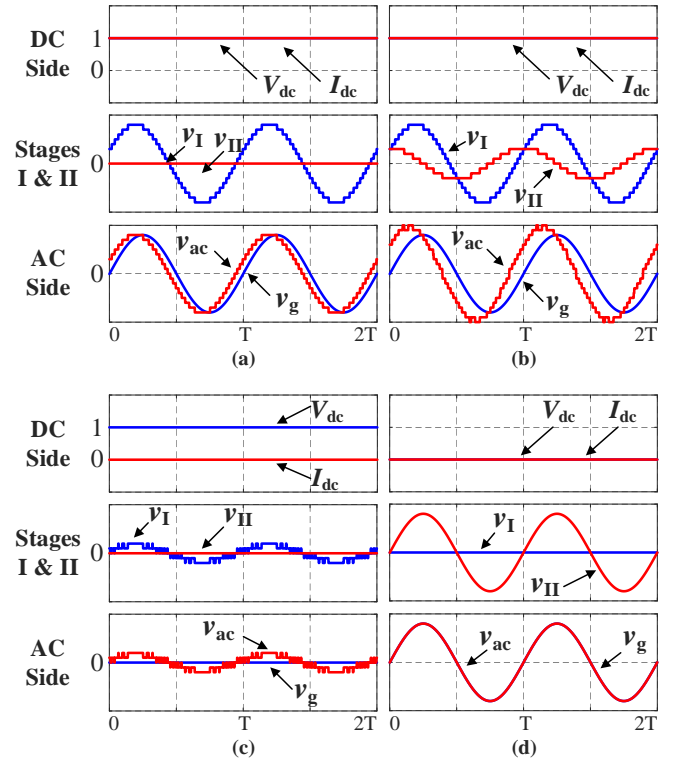 DC
Side
1
0
V_dc I_dc
V_dc I_dc
Stages
I & II
0
v_I v_II
v_I
v_II
AC
Side
0
v_ac
v_g
v_ac
v_g
0 T 2T
0 T 2T
(a)
(b)
DC
Side
1
0
V_dc
I_dc
V_dc I_dc
Stages
I & II
0
v_I v_II
v_I
v_II
AC
Side
0
v_ac
v_g
v_ac
v_g
0 T 2T
0 T 2T
(c)
(d)